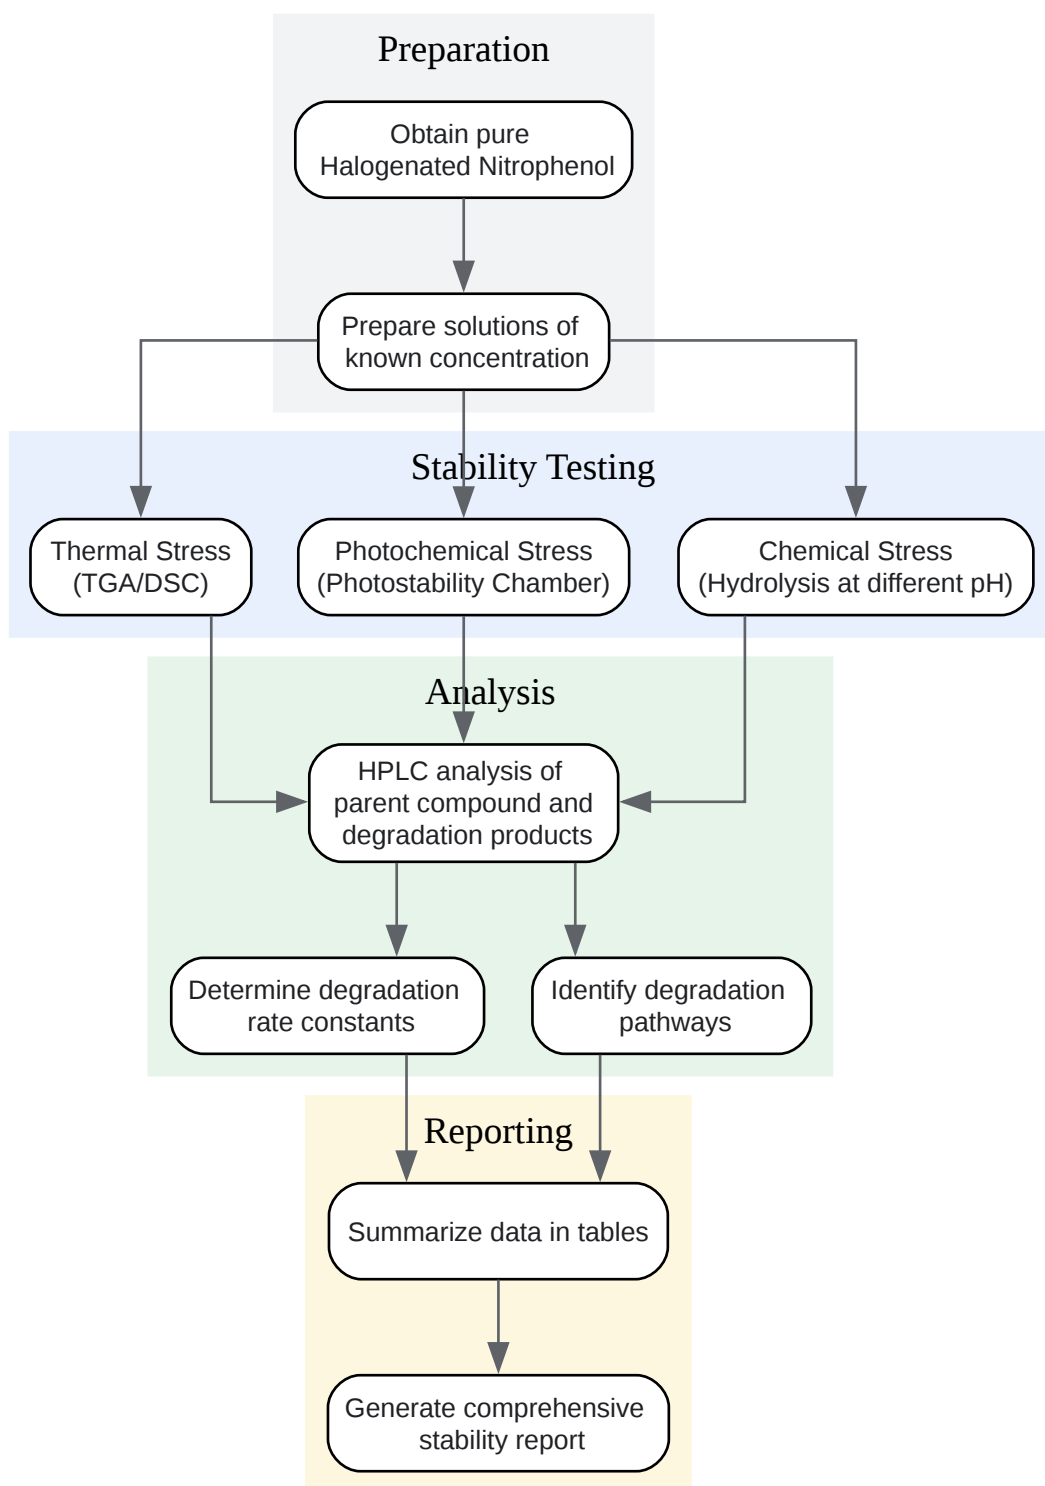 Preparation
Obtain pure
Halogenated Nitrophenol
Prepare solutions of
known concentration
Stability Testing
Thermal Stress
(TGA/DSC)
Photochemical Stress
(Photostability Chamber)
Chemical Stress
(Hydrolysis at different pH)
Analysis
HPLC analysis of
parent compound and
degradation products
Determine degradation
rate constants
Identify degradation
pathways
Reporting
Summarize data in tables
Generate comprehensive
stability report